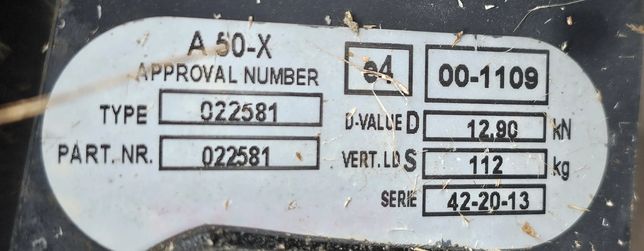 A 50-X
APPROVAL NUMBER e4 00-1109
TYPE 022581 D-VALUE D 12,90 kN
PART. NR. 022581 VERT. LD S 112 kg
SERIE 42-20-13